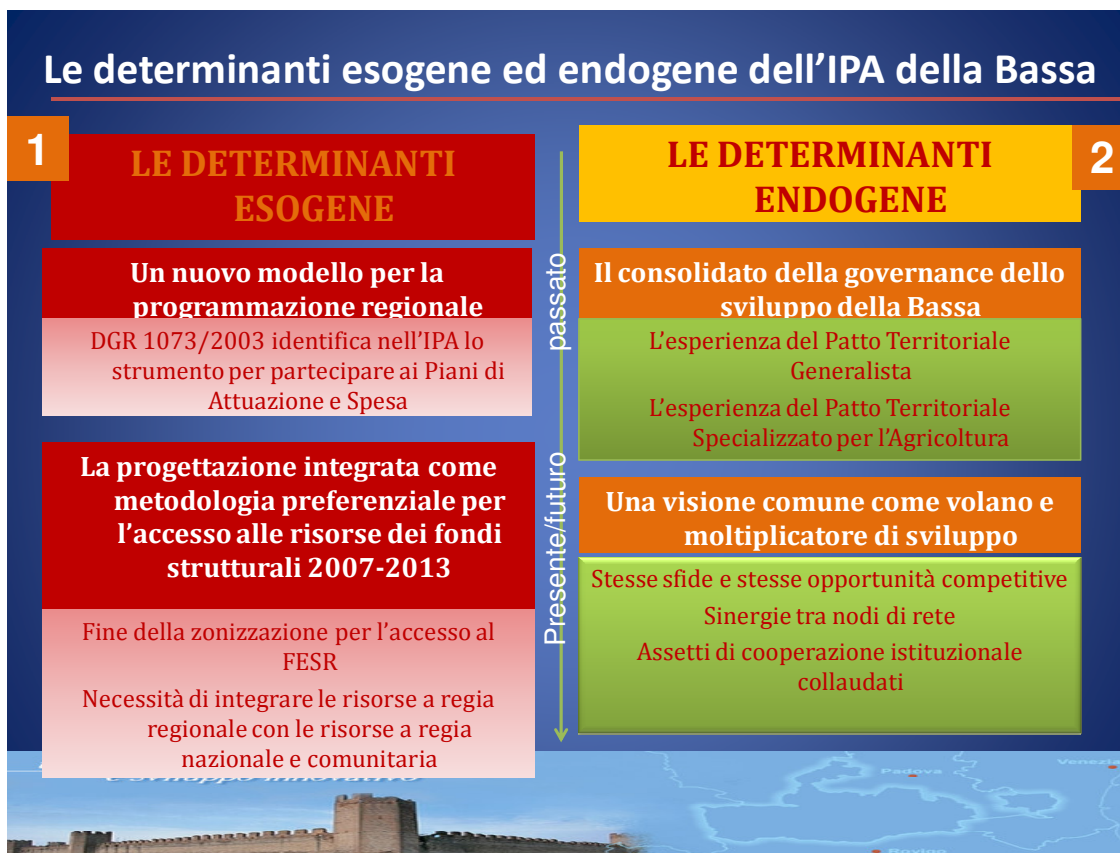 Le determinanti esogene ed endogene dell'IPA della Bassa
1
LE DETERMINANTI
ESOGENE
Un nuovo modello per la
programmazione regionale
DGR 1073/2003 identifica nell'IPA lo
strumento per partecipare ai Piani di
Attuazione e Spesa
La progettazione integrata come
metodologia preferenziale per
l'accesso alle risorse dei fondi
strutturali 2007-2013
Fine della zonizzazione per l'accesso al
FESR
Necessità di integrare le risorse a regia
regionale con le risorse a regia
nazionale e comunitaria
passato
Presente/futuro
2
LE DETERMINANTI
ENDOGENE
Il consolidato della governance dello
sviluppo della Bassa
L'esperienza del Patto Territoriale
Generalista
L'esperienza del Patto Territoriale
Specializzato per l'Agricoltura
Una visione comune come volano e
moltiplicatore di sviluppo
Stesse sfide e stesse opportunità competitive
Sinergie tra nodi di rete
Assetti di cooperazione istituzionale
collaudati
e sviluppo innovativo
Padova
Venezia
Rovigo